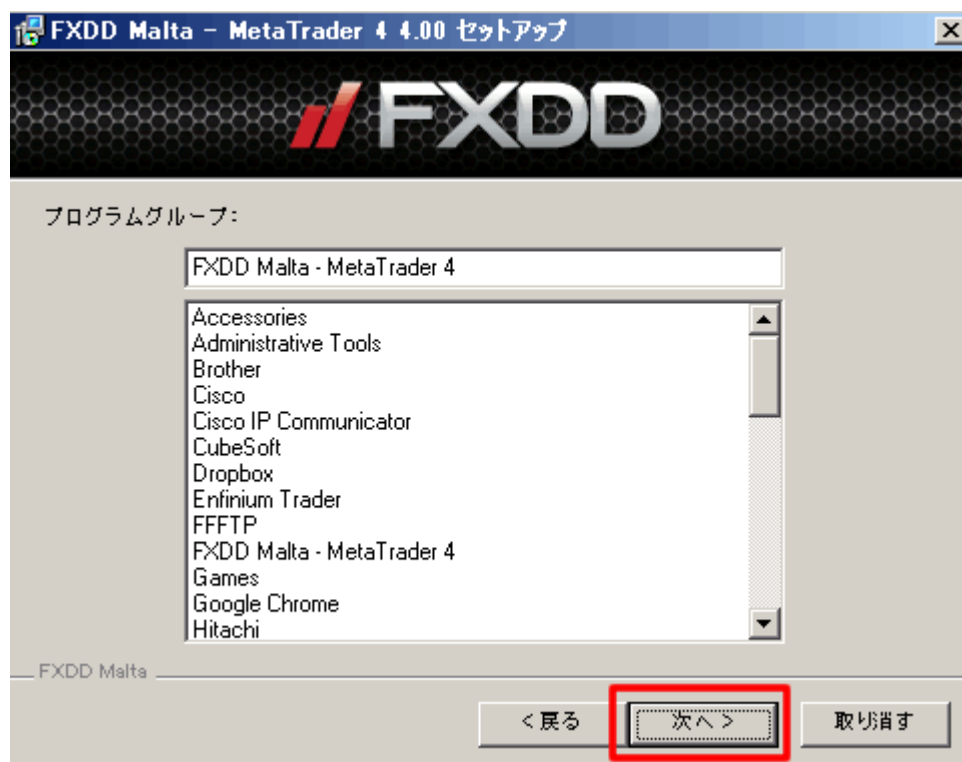 FXDD Malta - MetaTrader 4 4.00 セットアップ
FXDD
プログラムグループ:
FXDD Malta - MetaTrader 4
Accessories
Administrative Tools
Brother
Cisco
Cisco IP Communicator
CubeSoft
Dropbox
Enfinium Trader
FFFTP
FXDD Malta - MetaTrader 4
Games
Google Chrome
Hitachi
FXDD Malta
< 戻る 次へ > 取り消す